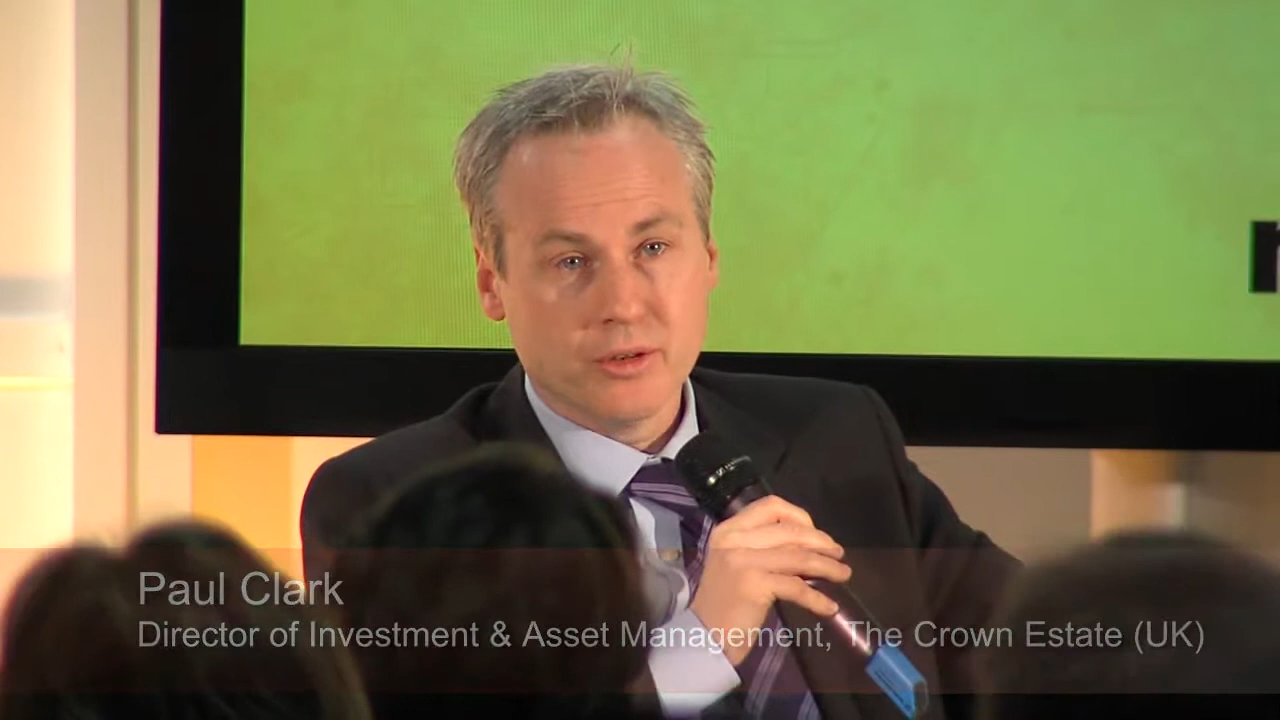 Paul Clark
Director of Investment & Asset Management, The Crown Estate (UK)